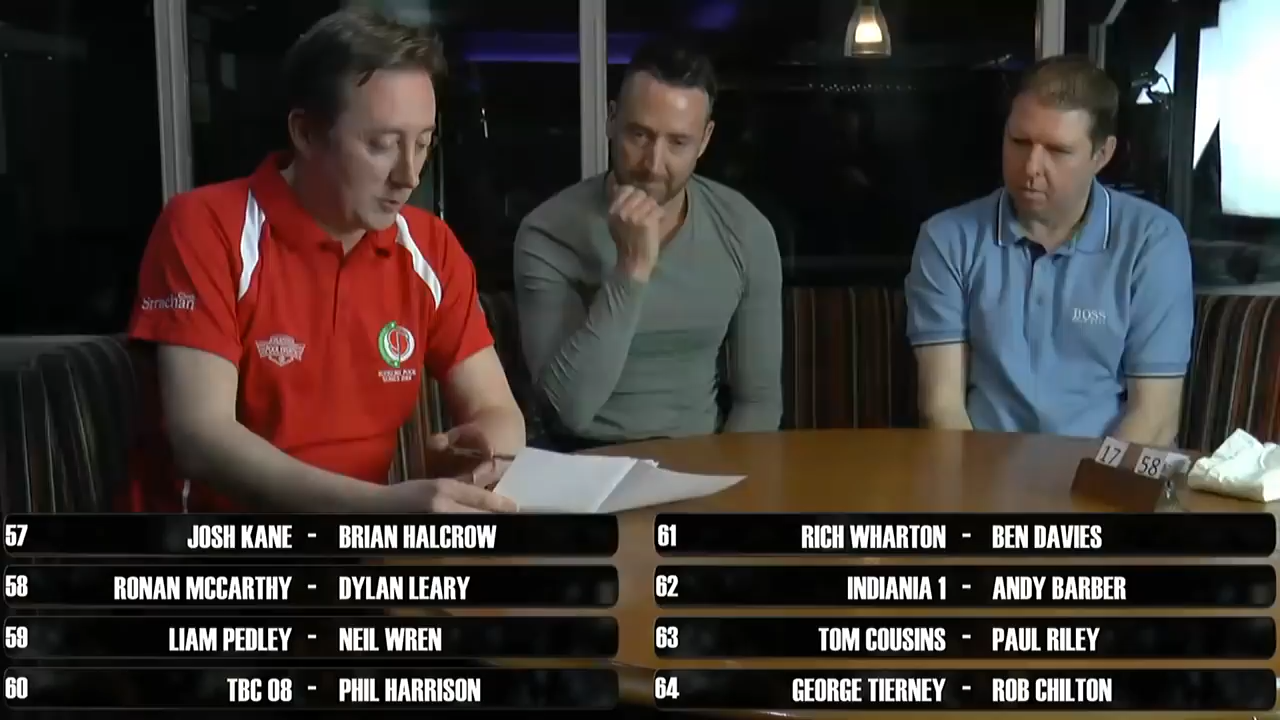 Strachan
BOSS
17 58
57 JOSH KANE - BRIAN HALCROW
58 RONAN MCCARTHY - DYLAN LEARY
59 LIAM PEDLEY - NEIL WREN
60 TBC 08 - PHIL HARRISON
61 RICH WHARTON - BEN DAVIES
62 INDIANIA 1 - ANDY BARBER
63 TOM COUSINS - PAUL RILEY
64 GEORGE TIERNEY - ROB CHILTON